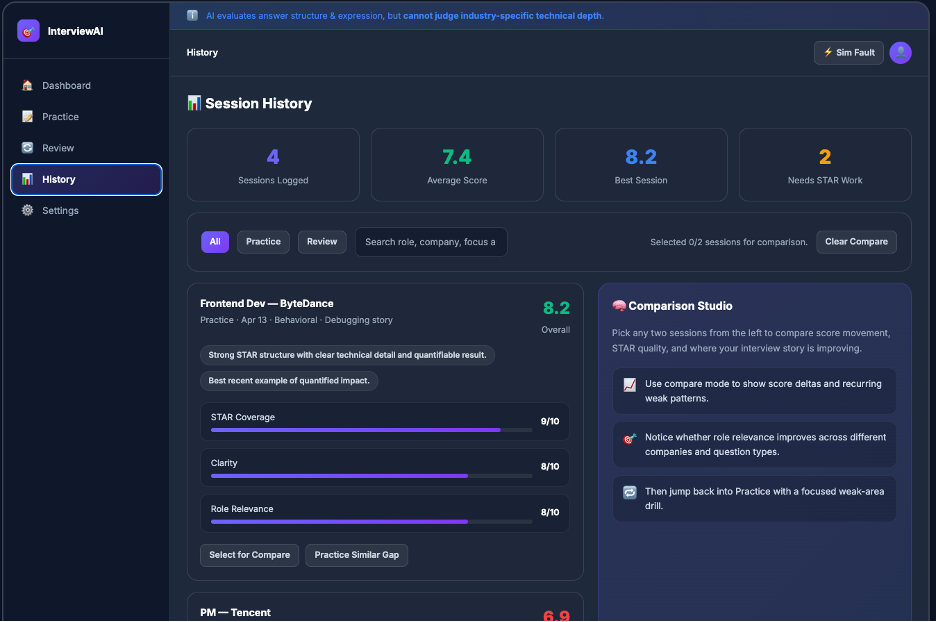 InterviewAI
Dashboard
Practice
Review
History
Settings
AI evaluates answer structure & expression, but cannot judge industry-specific technical depth.
History
Sim Fault
Session History
4
Sessions Logged
7.4
Average Score
8.2
Best Session
2
Needs STAR Work
All
Practice
Review
Search role, company, focus a
Selected 0/2 sessions for comparison.
Clear Compare
Frontend Dev — ByteDance
Practice · Apr 13 · Behavioral · Debugging story
8.2
Overall
Strong STAR structure with clear technical detail and quantifiable result.
Best recent example of quantified impact.
STAR Coverage
9/10
Clarity
8/10
Role Relevance
8/10
Select for Compare
Practice Similar Gap
PM — Tencent
6.9
Comparison Studio
Pick any two sessions from the left to compare score movement,
STAR quality, and where your interview story is improving.
Use compare mode to show score deltas and recurring
weak patterns.
Notice whether role relevance improves across different
companies and question types.
Then jump back into Practice with a focused weak-area
drill.